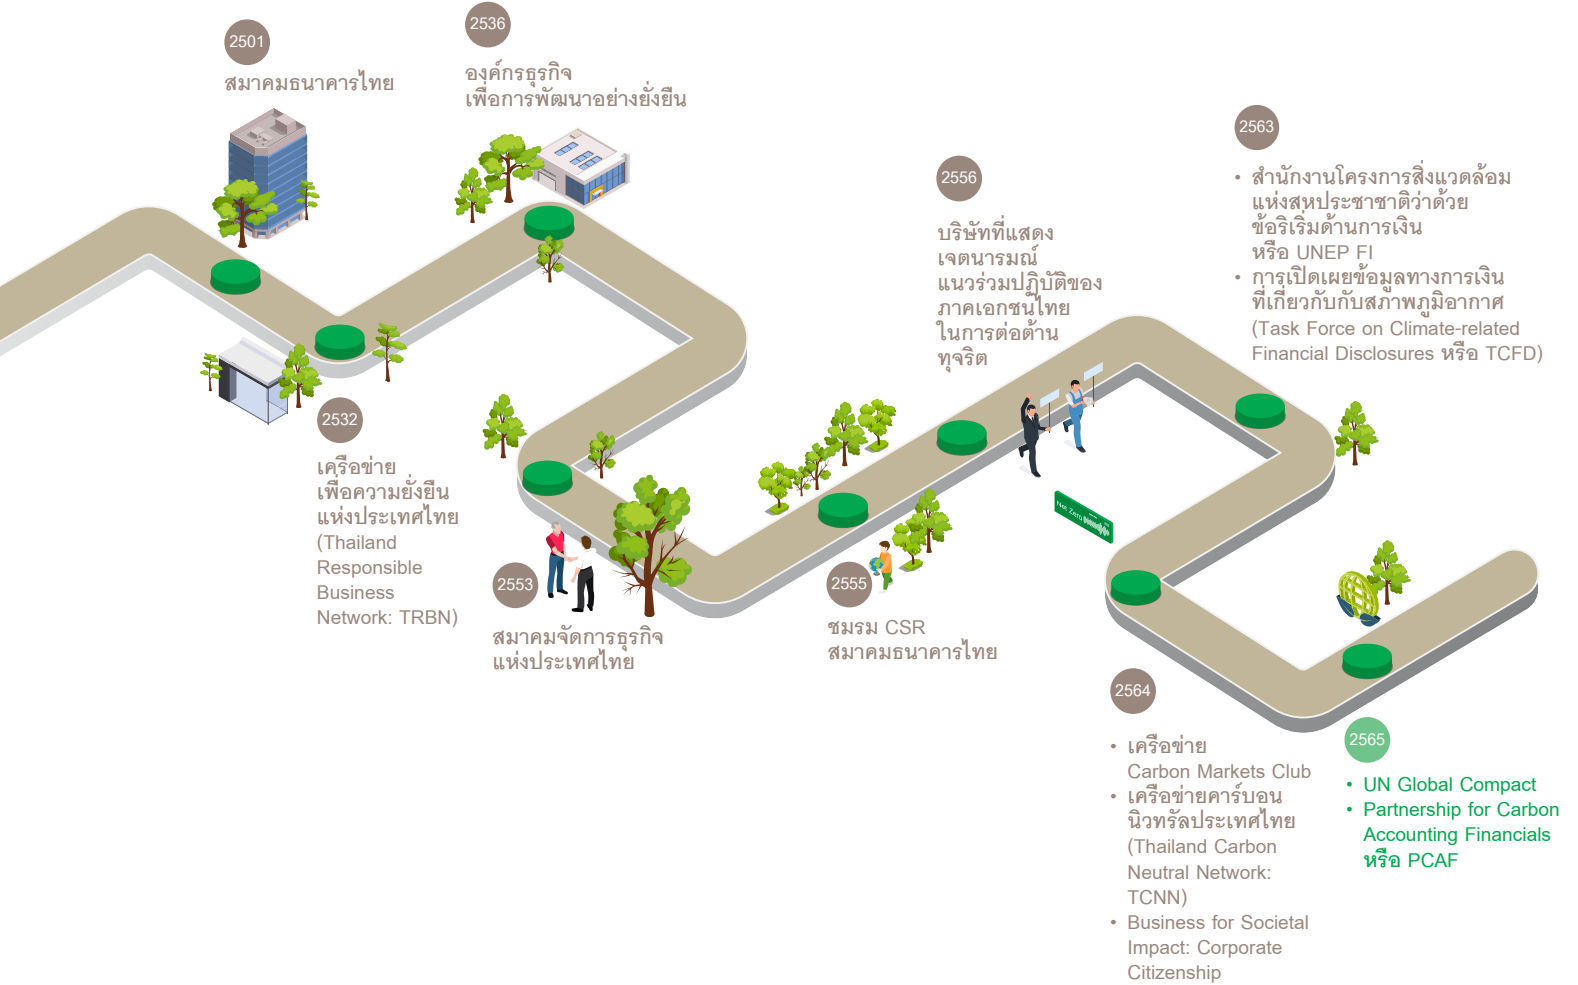 2501
สมาคมธนาคารไทย
2532
เครือข่าย
เพื่อความยั่งยืน
แห่งประเทศไทย
(Thailand
Responsible
Business
Network: TRBN)
2536
องค์กรธุรกิจ
เพื่อการพัฒนาอย่างยั่งยืน
2553
สมาคมจัดการธุรกิจ
แห่งประเทศไทย
2555
ชมรม CSR
สมาคมธนาคารไทย
2556
บริษัทที่แสดง
เจตนารมณ์
แนวร่วมปฏิบัติของ
ภาคเอกชนไทย
ในการต่อต้าน
ทุจริต
2563
• สำนักงานโครงการสิ่งแวดล้อม
แห่งสหประชาชาติว่าด้วย
ข้อริเริ่มด้านการเงิน
หรือ UNEP FI
• การเปิดเผยข้อมูลทางการเงิน
ที่เกี่ยวกับกับสภาพภูมิอากาศ
(Task Force on Climate-related
Financial Disclosures หรือ TCFD)
Net Zero
2564
• เครือข่าย
Carbon Markets Club
• เครือข่ายคาร์บอน
นิวทรัลประเทศไทย
(Thailand Carbon
Neutral Network:
TCNN)
• Business for Societal
Impact: Corporate
Citizenship
2565
• UN Global Compact
• Partnership for Carbon
Accounting Financials
หรือ PCAF